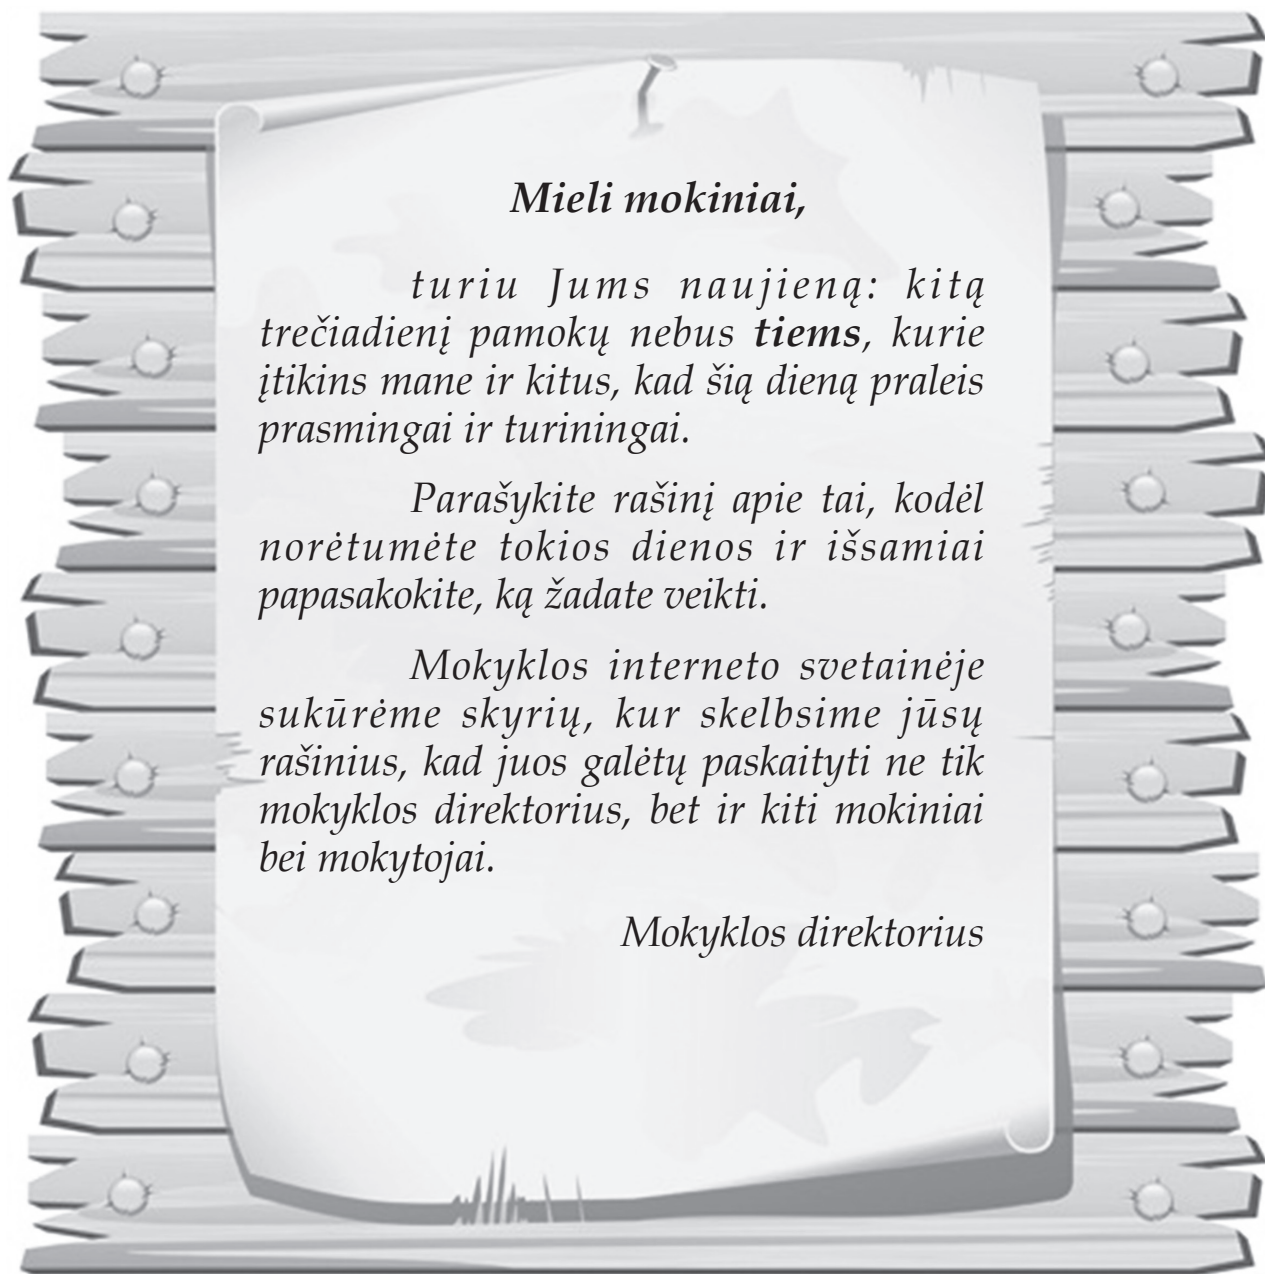 Mieli mokiniai,
turiu Jums naujieną: kitą
trečiadienį pamokų nebus tiems, kurie
įtikins mane ir kitus, kad šią dieną praleis
prasmingai ir turiningai.
Parašykite rašinį apie tai, kodėl
norėtumėte tokios dienos ir išsamiai
papasakokite, ką žadate veikti.
Mokyklos interneto svetainėje
sukūrėme skyrių, kur skelbsime jūsų
rašinius, kad juos galėtų paskaityti ne tik
mokyklos direktorius, bet ir kiti mokiniai
bei mokytojai.
Mokyklos direktorius